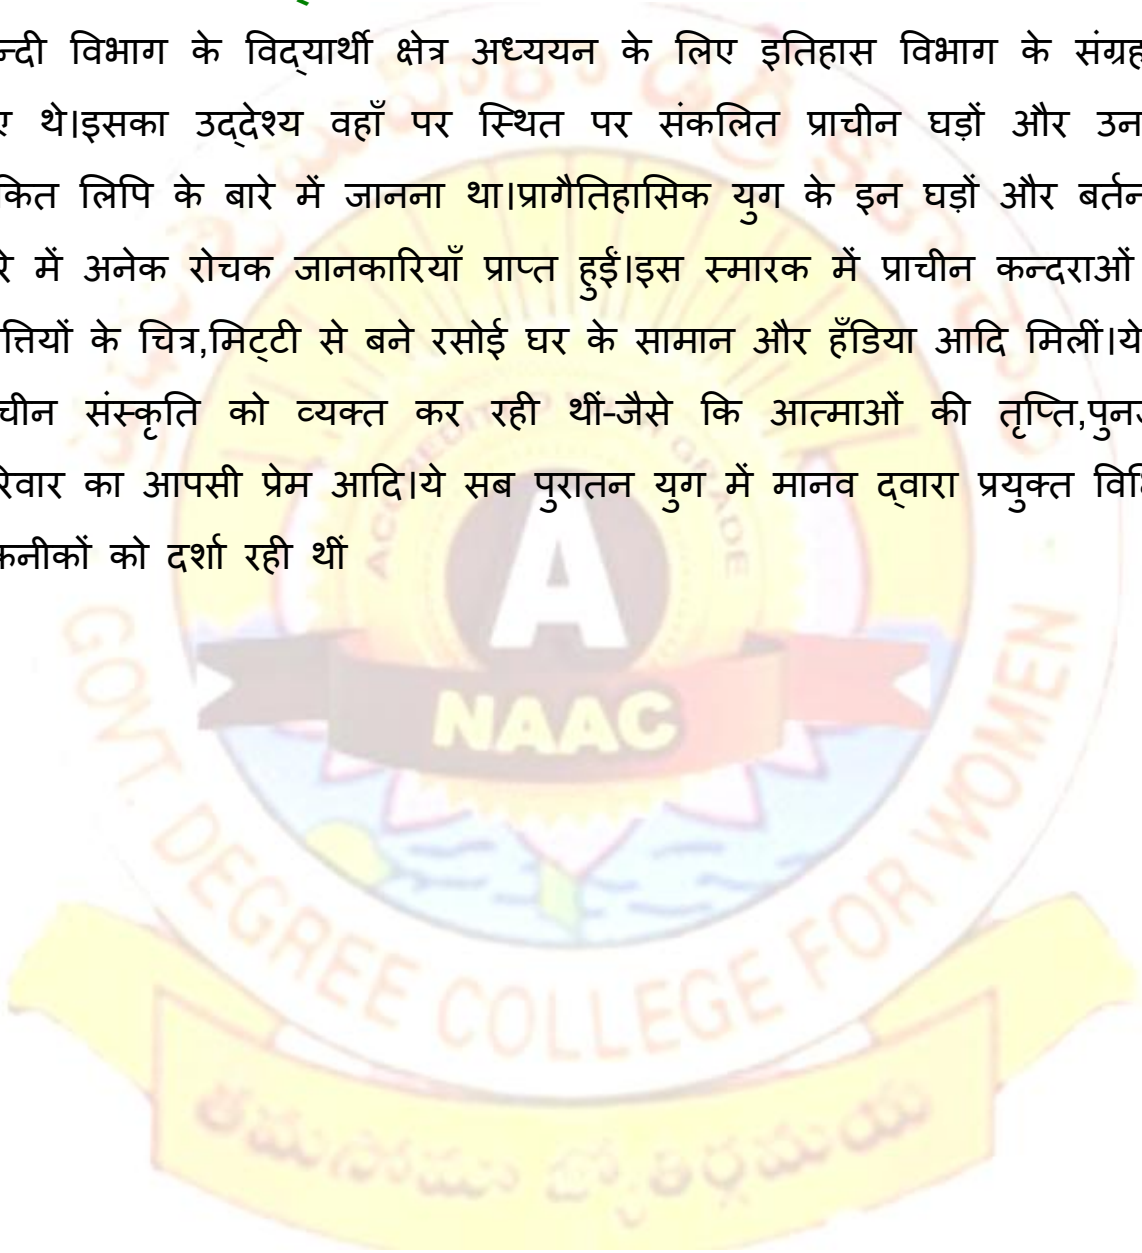 न्दी विभाग के विद्यार्थी क्षेत्र अध्ययन के लिए इतिहास विभाग के संग्रह
ए थे।इसका उद्देश्य वहाँ पर स्थित पर संकलित प्राचीन घड़ों और उन
कित लिपि के बारे में जानना था।प्रागैतिहासिक युग के इन घड़ों और बर्तन
रे में अनेक रोचक जानकारियाँ प्राप्त हुईं।इस स्मारक में प्राचीन कन्दराओं
त्तियों के चित्र,मिट्टी से बने रसोई घर के सामान और हँडिया आदि मिलीं।ये
चीन संस्कृति को व्यक्त कर रही थीं-जैसे कि आत्माओं की तृप्ति,पुनर्ज
रिवार का आपसी प्रेम आदि।ये सब पुरातन युग में मानव द्वारा प्रयुक्त विभि
कनीकों को दर्शा रही थीं
A
NAAC
GOVT. DEGREE COLLEGE FOR WOMEN